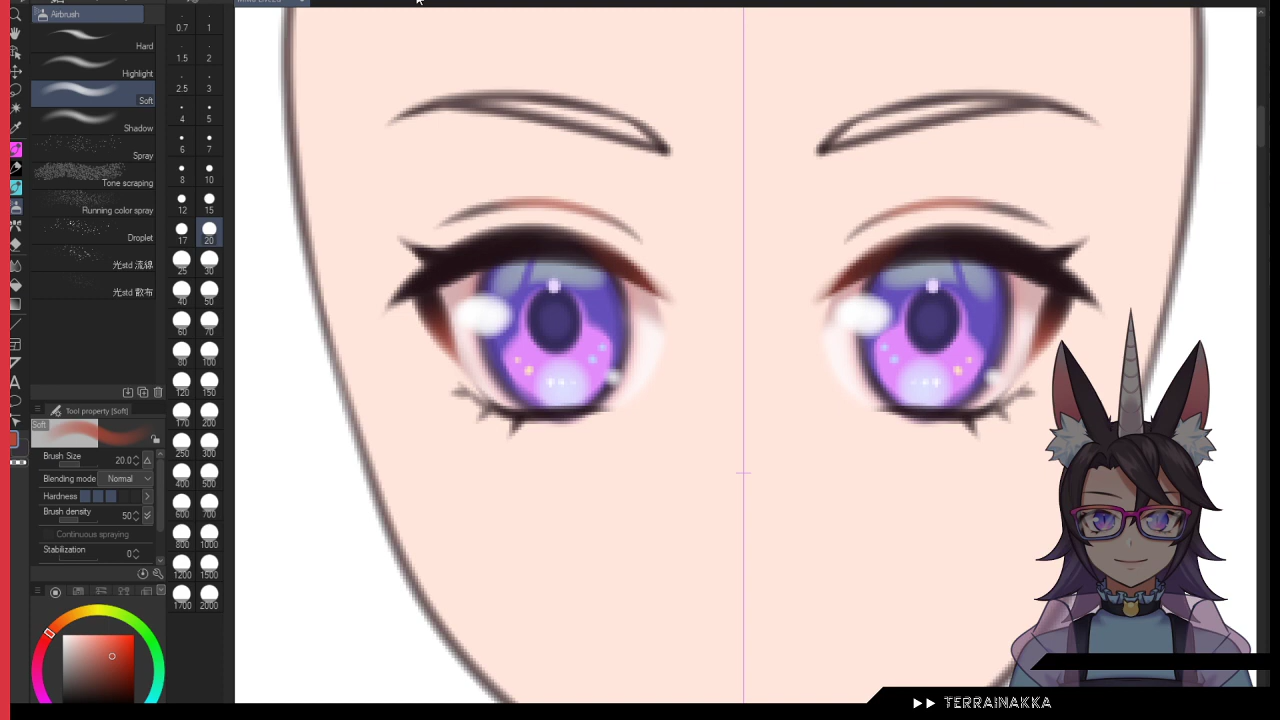 Airbrush
Hard
Highlight
Soft
Shadow
Spray
Tone scraping
Running color spray
Droplet
光std 流線
光std 散布
0.7 1
1.5 2
2.5 3
4 5
6 7
8 10
12 15
17 20
25 30
40 50
60 70
80 100
120 150
170 200
250 300
400 500
600 700
800 1000
1200 1500
1700 2000
Tool property [Soft]
Soft
Brush Size 20.0
Blending mode Normal
Hardness
Brush density 50
Continuous spraying
Stabilization 0
TERRAINAKKA